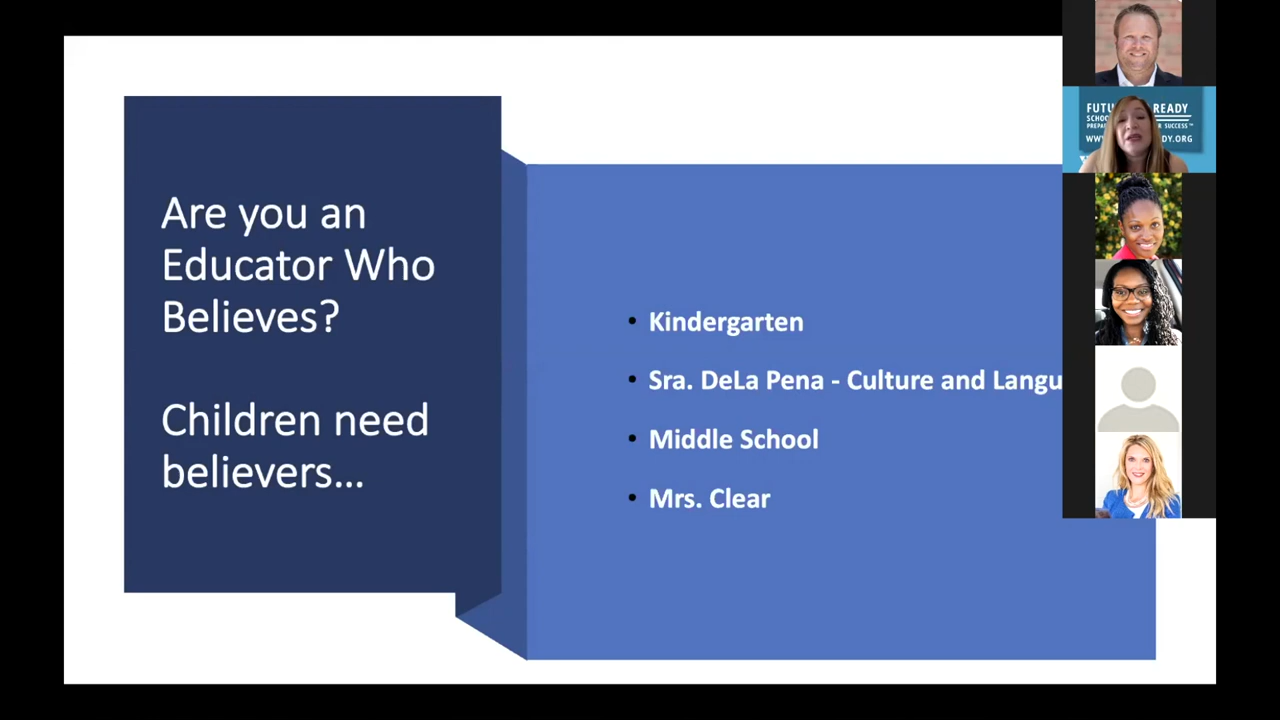 Are you an
Educator Who
Believes?
Children need
believers...
• Kindergarten
• Sra. DeLa Pena - Culture and Langu
• Middle School
• Mrs. Clear
READY
SUCCESS™